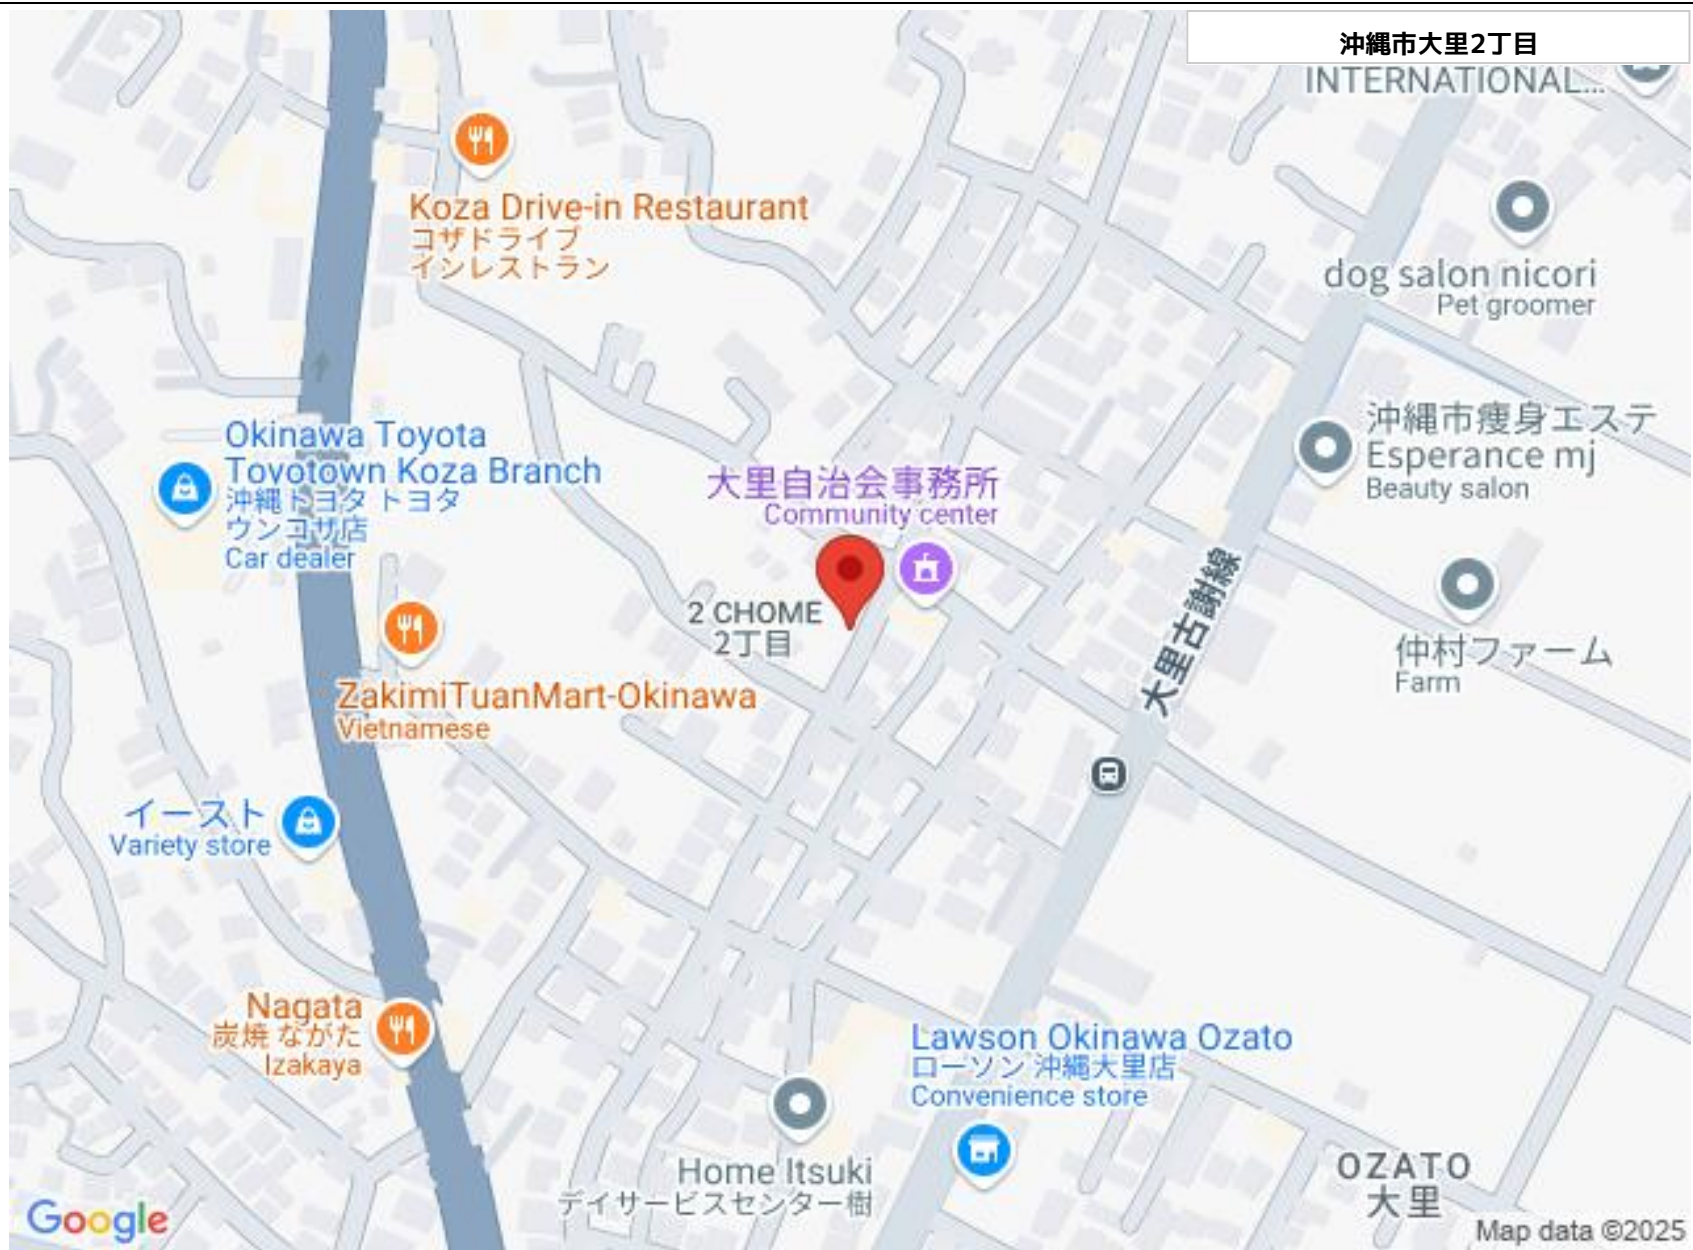 沖縄市大里2丁目
INTERNATIONAL...
Koza Drive-in Restaurant
コザドライブ
インレストラン
dog salon nicori
Pet groomer
沖縄市痩身エステ
Esperance mj
Beauty salon
Okinawa Toyota
Toyotown Koza Branch
沖縄トヨタ トヨタ
ウンコザ店
Car dealer
大里自治会事務所
Community center
大里古謝線
2 CHOME
2丁目
仲村ファーム
Farm
ZakimiTuanMart-Okinawa
Vietnamese
イースト
Variety store
Nagata
炭焼 ながた
Izakaya
Lawson Okinawa Ozato
ローソン 沖縄大里店
Convenience store
Home Itsuki
デイサービスセンター樹
OZATO
大里
Google
Map data ©2025